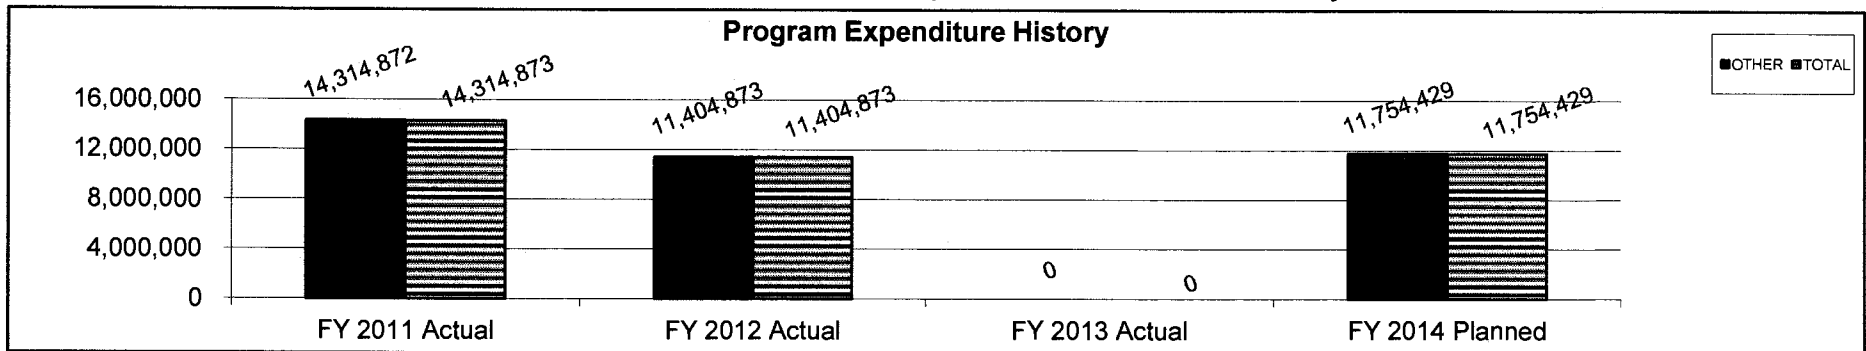 Program Expenditure History
OTHER TOTAL
14,314,872 14,314,873 11,404,873 11,404,873 0 0 11,754,429 11,754,429
16,000,000
12,000,000
8,000,000
4,000,000
0
FY 2011 Actual FY 2012 Actual FY 2013 Actual FY 2014 Planned